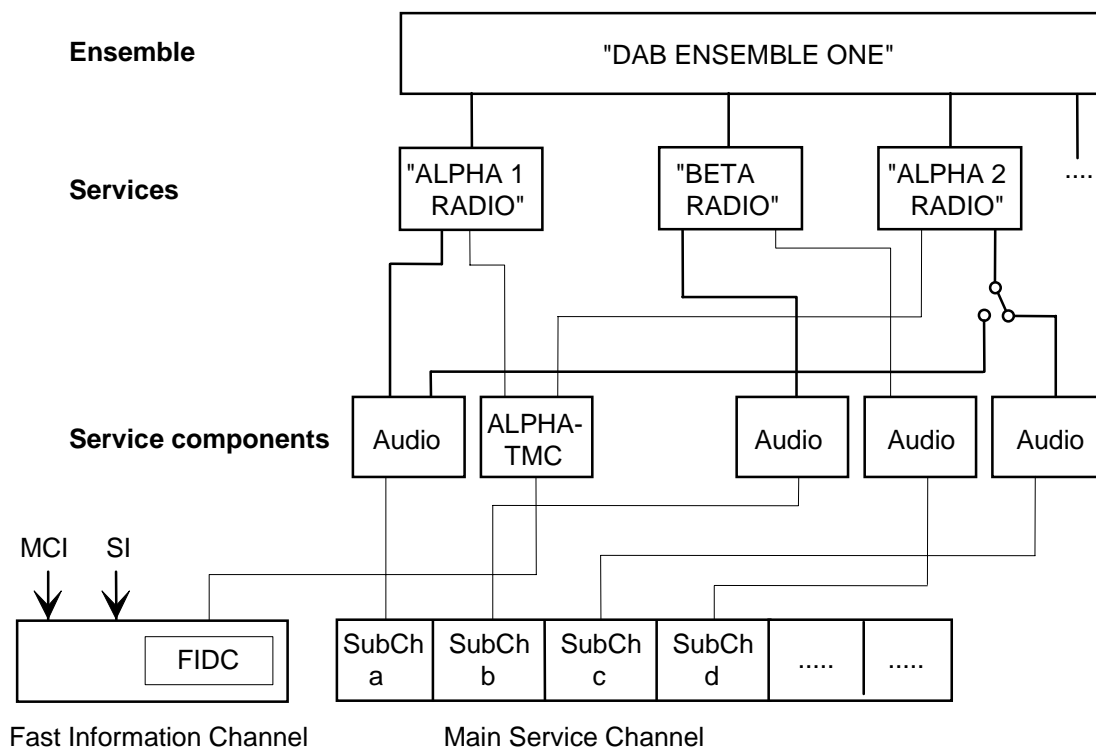 Ensemble
"DAB ENSEMBLE ONE"
Services
"ALPHA 1
RADIO"
"BETA
RADIO"
"ALPHA 2
RADIO"
....
Service components
Audio
ALPHA-
TMC
Audio
Audio
Audio
MCI
SI
FIDC
SubCh
a
SubCh
b
SubCh
c
SubCh
d
.....
.....
Fast Information Channel
Main Service Channel